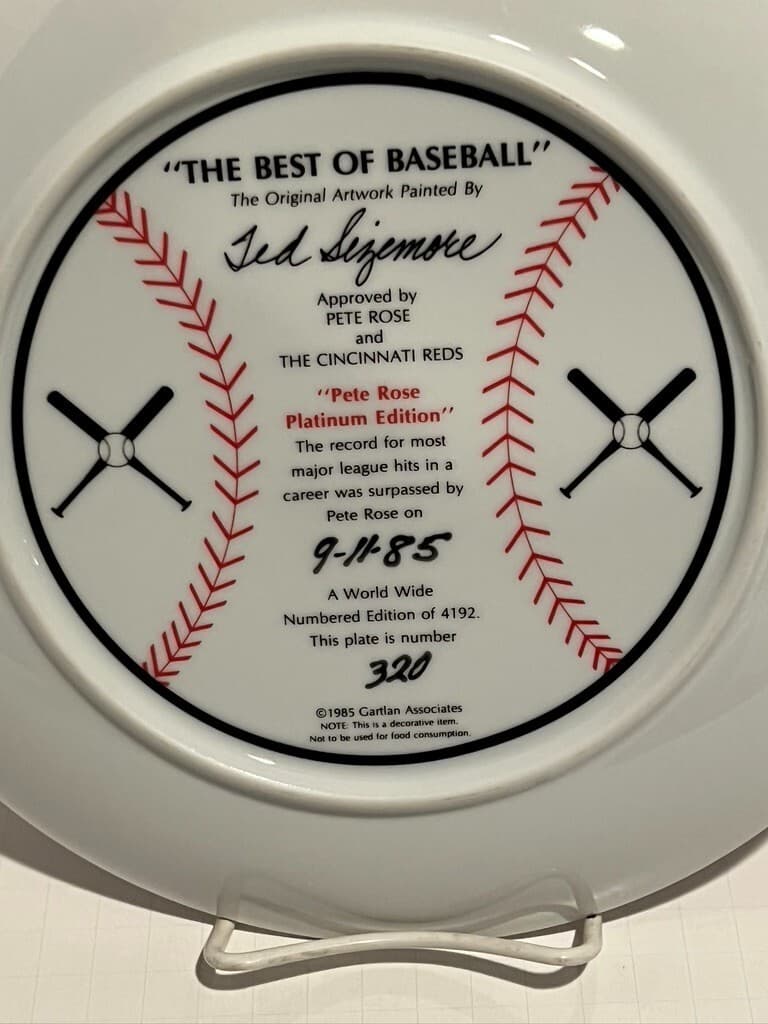 "THE BEST OF BASEBALL"
The Original Artwork Painted By
Ted Sizemore
Approved by
PETE ROSE
and
THE CINCINNATI REDS
"Pete Rose
Platinum Edition"
The record for most
major league hits in a
career was surpassed by
Pete Rose on
9-11-85
A World Wide
Numbered Edition of 4192.
This plate is number
320
©1985 Gartlan Associates
NOTE: This is a decorative item.
Not to be used for food consumption.